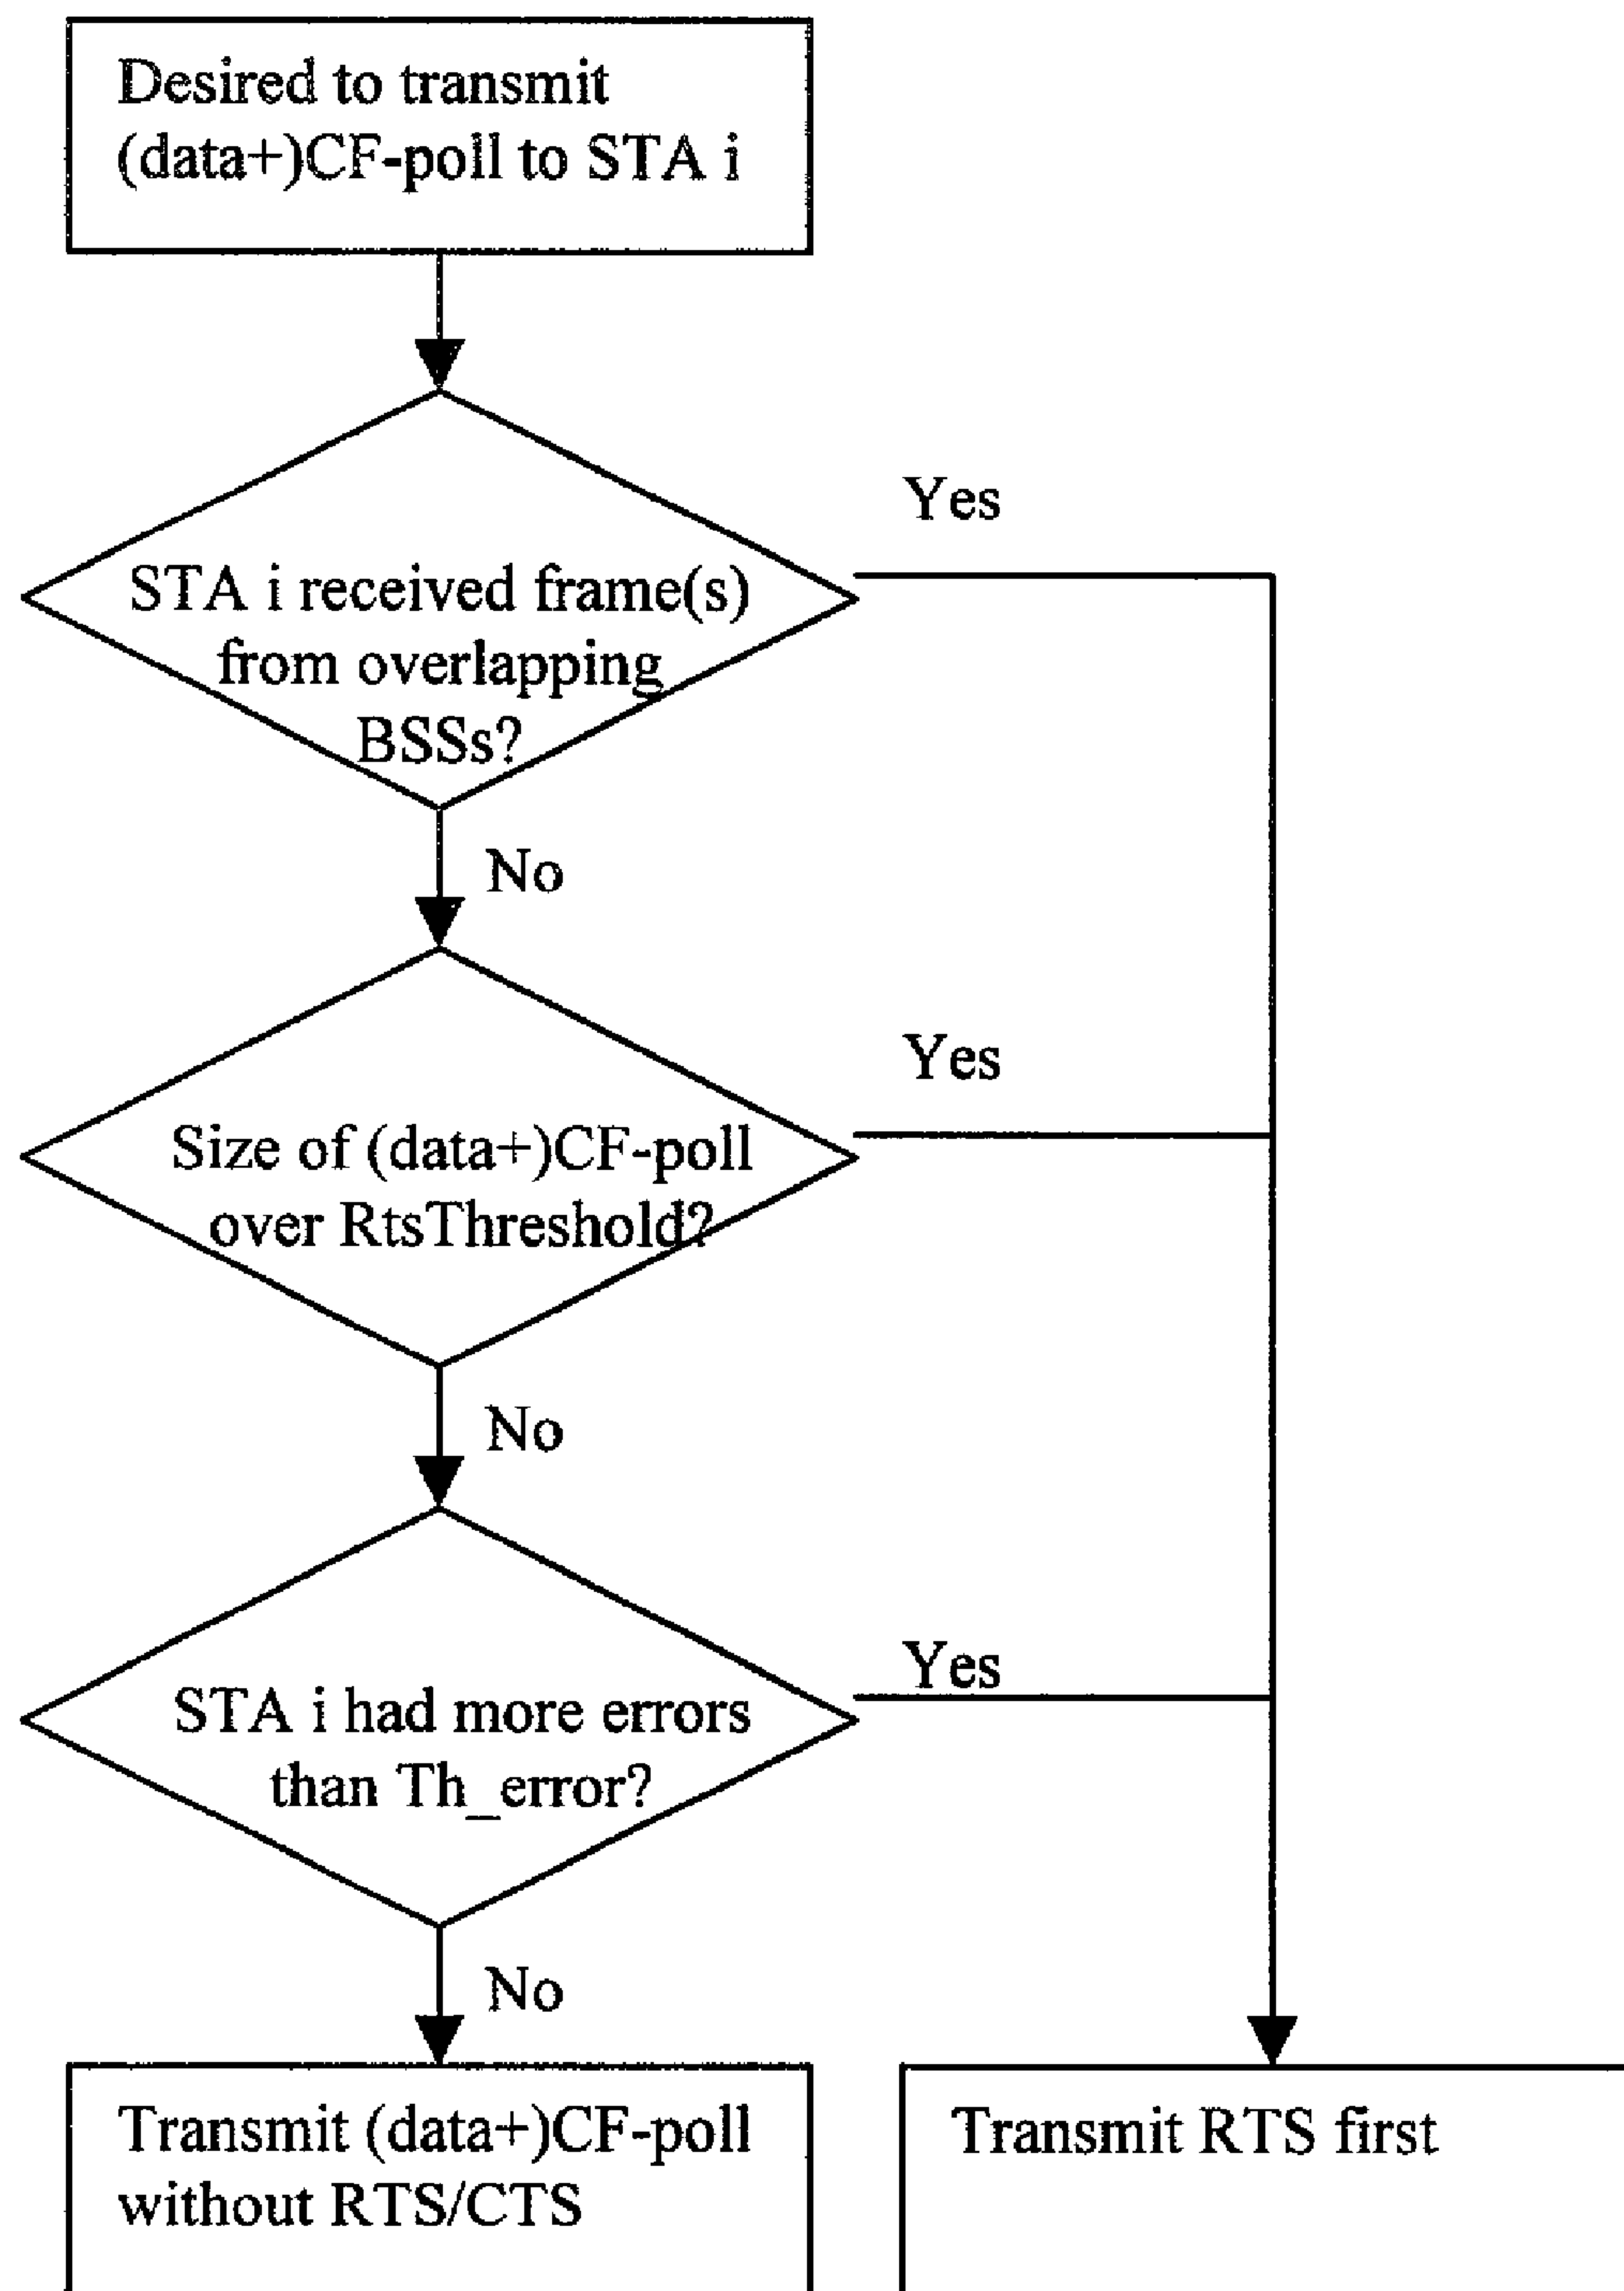 Desired to transmit
(data+)CF-poll to STA i
Yes
STA i received frame(s)
from overlapping
BSSs?
No
Yes
Size of (data+)CF-poll
over RtsThreshold?
No
Yes
STA i had more errors
than Th_error?
No
Transmit (data+)CF-poll
without RTS/CTS
Transmit RTS first